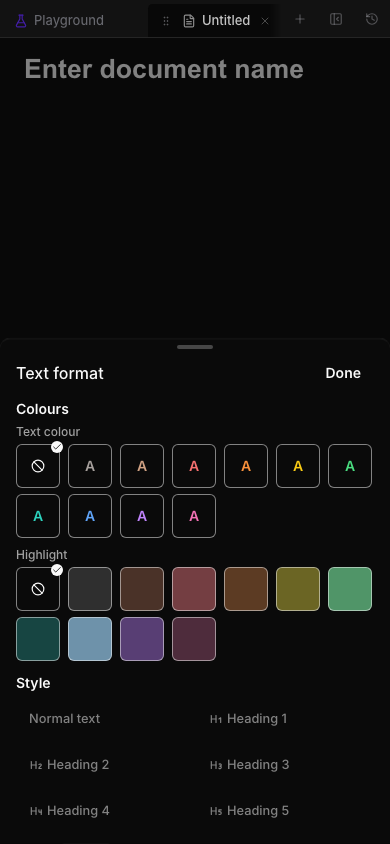 Playground Untitled
Enter document name
Text format Done
Colours
Text colour
A A A A A A
A A A A
Highlight
Style
Normal text H1 Heading 1
H2 Heading 2 H3 Heading 3
H4 Heading 4 H5 Heading 5